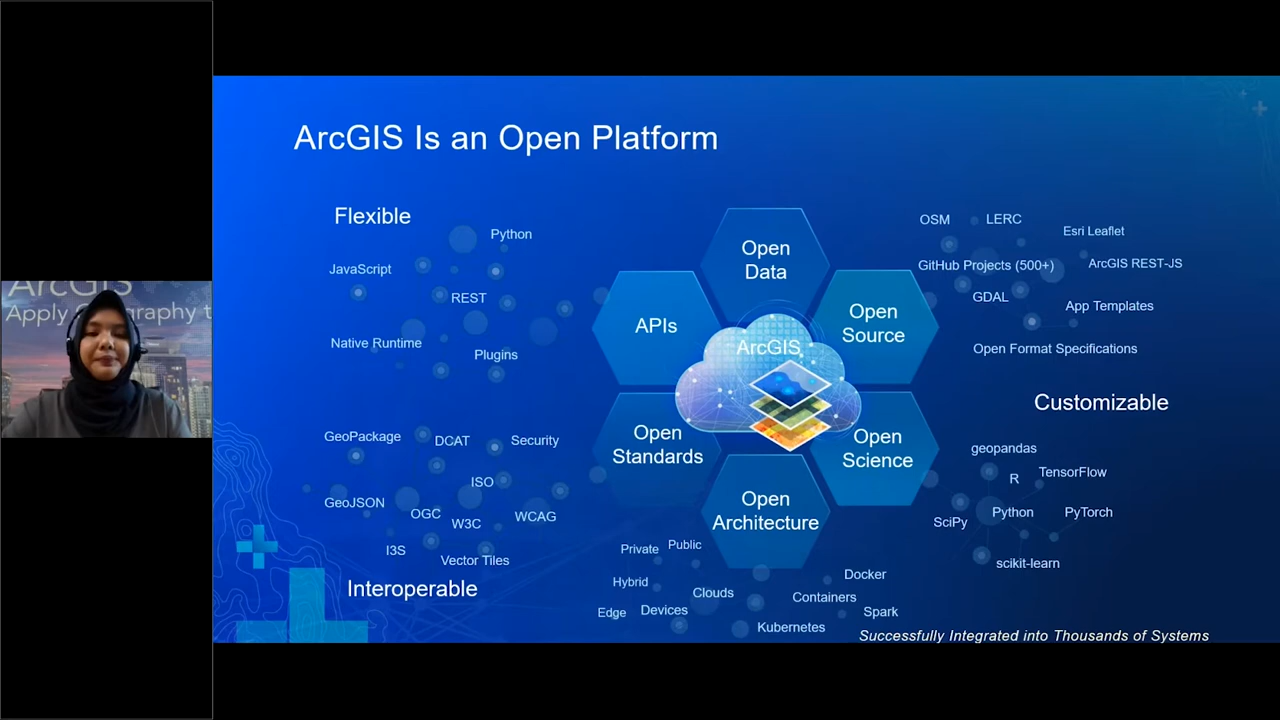 ArcGIS Is an Open Platform
Flexible
Python
JavaScript
REST
Native Runtime
Plugins
GeoPackage
DCAT
Security
ISO
GeoJSON
OGC
W3C
WCAG
I3S
Vector Tiles
Interoperable
Open
Data
APIs
Open
Source
ArcGIS
Open
Standards
Open
Science
Open
Architecture
OSM
LERC
Esri Leaflet
GitHub Projects (500+)
ArcGIS REST-JS
GDAL
App Templates
Open Format Specifications
Customizable
geopandas
R
TensorFlow
Python
PyTorch
SciPy
scikit-learn
Private
Public
Hybrid
Clouds
Edge
Devices
Docker
Containers
Spark
Kubernetes
Successfully Integrated into Thousands of Systems
ArcGIS
Apply